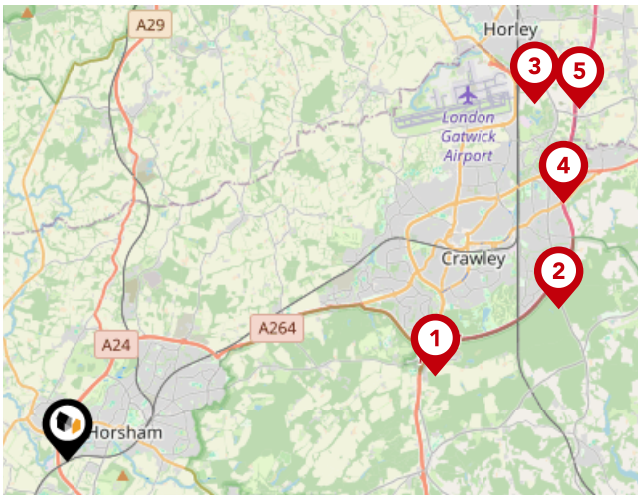 A29
Horley
3
5
London
Gatwick
Airport
4
Crawley
2
A264
1
A24
Horsham